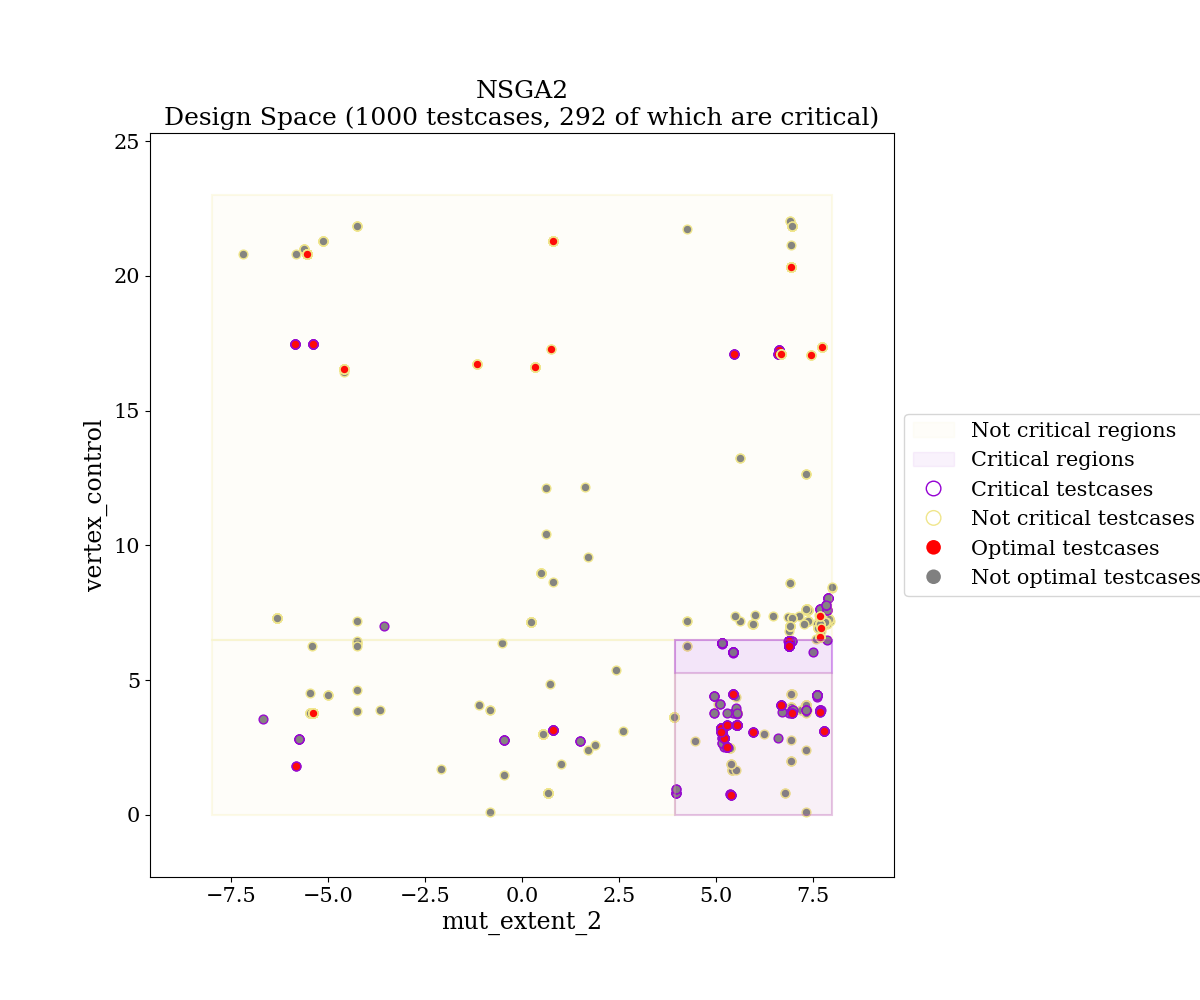 NSGA2
Design Space (1000 testcases, 292 of which are critical)
25
20
15
10
5
0
vertex_control
−7.5
−5.0
−2.5
0.0
2.5
5.0
7.5
mut_extent_2
Not critical regions
Critical regions
Critical testcases
Not critical testcases
Optimal testcases
Not optimal testcases